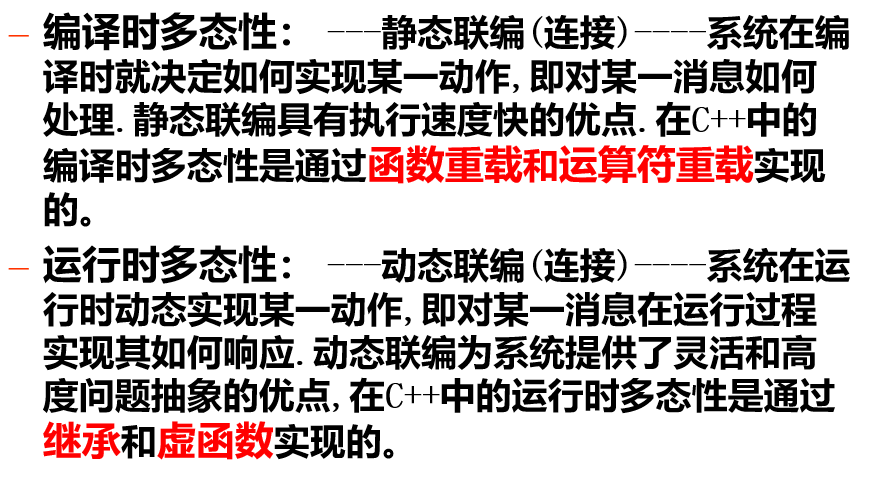 – 编译时多态性： ---静态联编(连接)----系统在编
译时就决定如何实现某一动作,即对某一消息如何
处理.静态联编具有执行速度快的优点.在C++中的
编译时多态性是通过函数重载和运算符重载实现
的。
– 运行时多态性： ---动态联编(连接)----系统在运
行时动态实现某一动作,即对某一消息在运行过程
实现其如何响应.动态联编为系统提供了灵活和高
度问题抽象的优点,在C++中的运行时多态性是通过
继承和虚函数实现的。